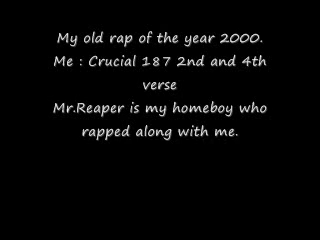 My old rap of the year 2000.
Me : Crucial 187 2nd and 4th
verse
Mr.Reaper is my homeboy who
rapped along with me.